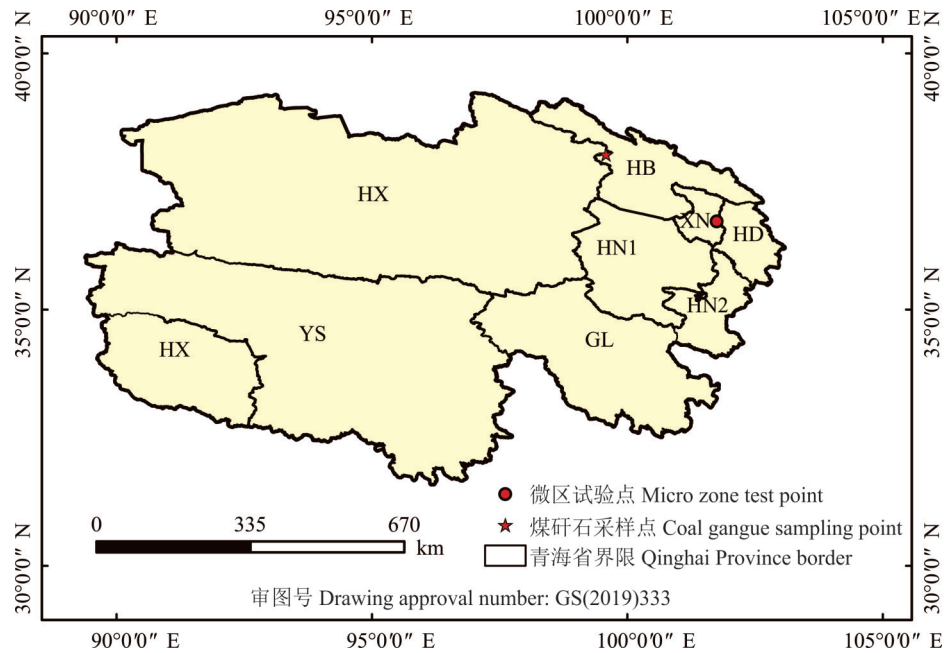 90°0′0″ E 95°0′0″ E 100°0′0″ E 105°0′0″ E
40°0′0″ N
40°0′0″ N
HB
HX
XN
HD
HN1
HN2
35°0′0″ N
35°0′0″ N
YS
GL
HX
微区试验点 Micro zone test point
0 335 670
km
煤矸石采样点 Coal gangue sampling point
青海省界限 Qinghai Province border
30°0′0″ N
30°0′0″ N
审图号 Drawing approval number: GS(2019)333
90°0′0″ E 95°0′0″ E 100°0′0″ E 105°0′0″ E